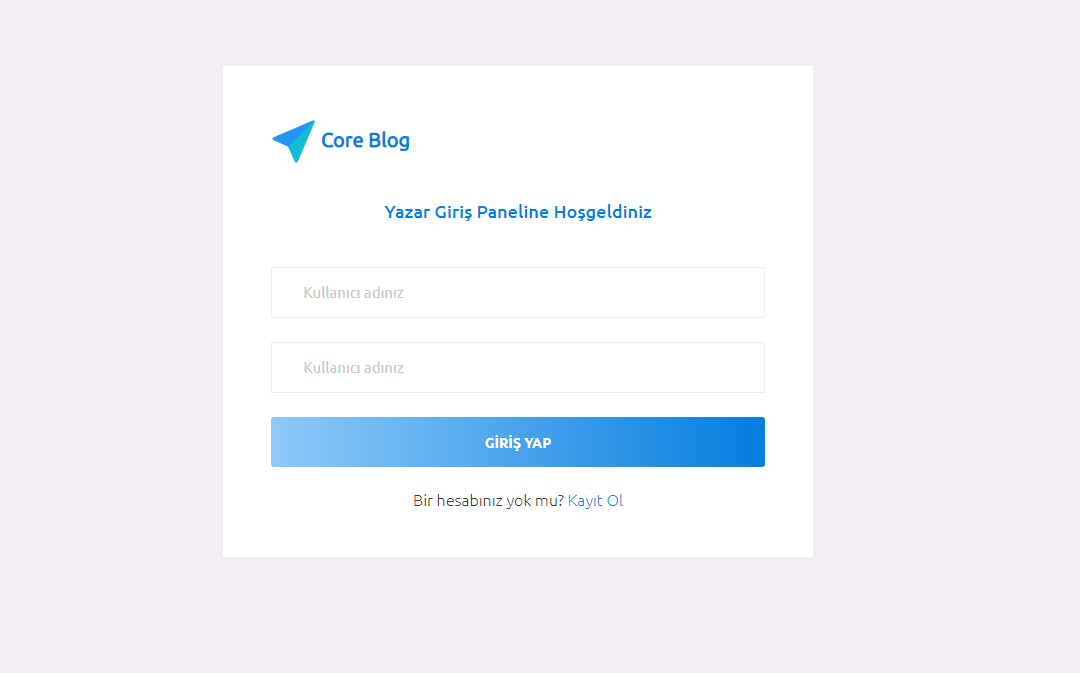 Core Blog
Yazar Giriş Paneline Hoşgeldiniz
Kullanıcı adınız
Kullanıcı adınız
GİRİŞ YAP
Bir hesabınız yok mu? Kayıt Ol